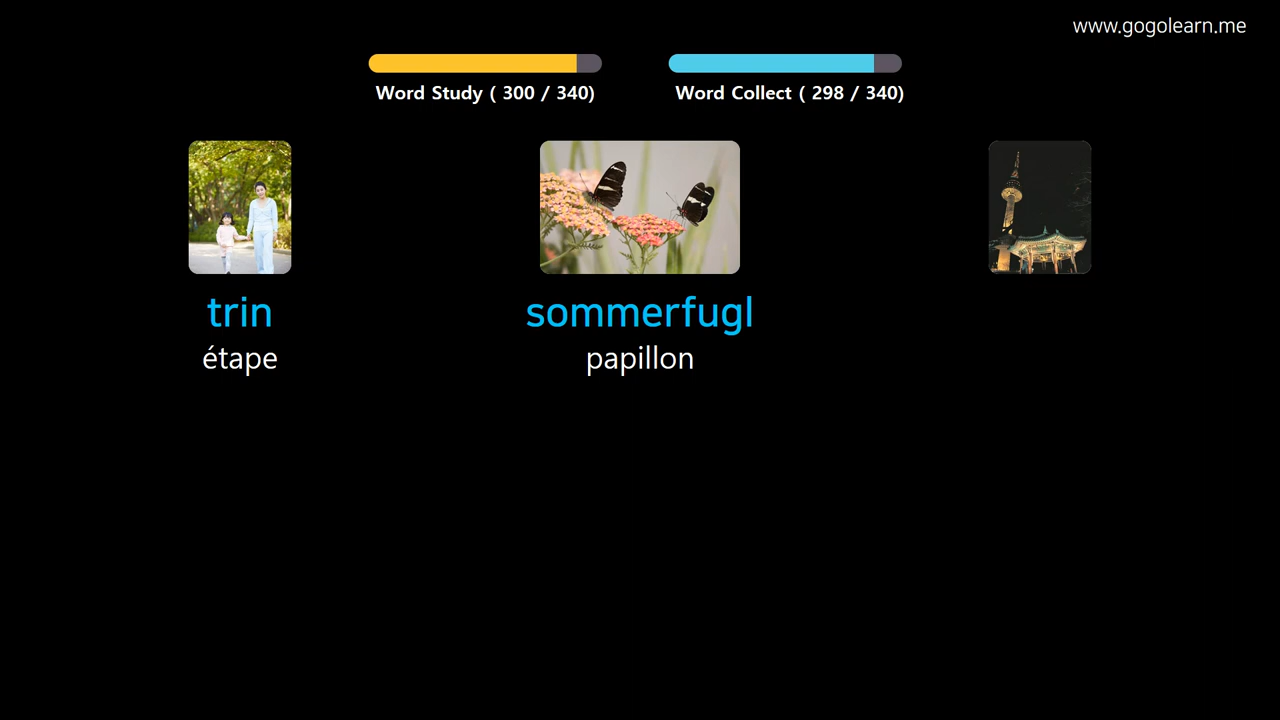 www.gogolearn.me
Word Study ( 300 / 340)
Word Collect ( 298 / 340)
trin
étape
sommerfugl
papillon